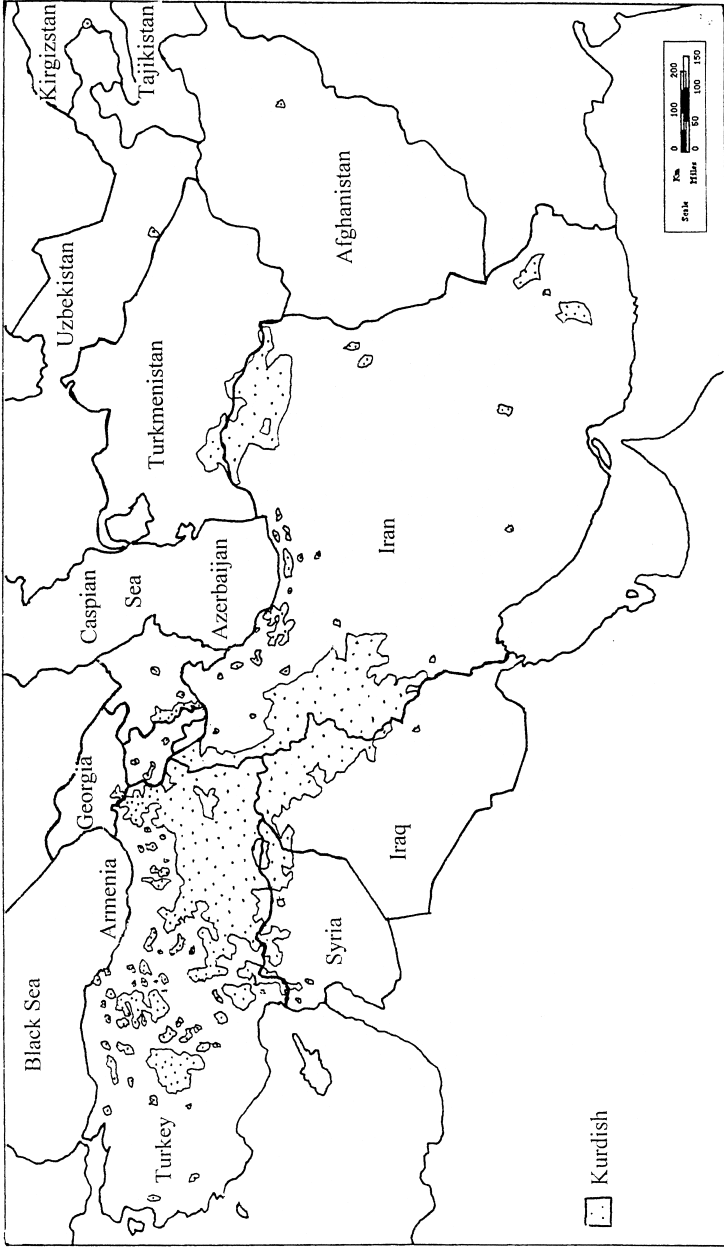 Black Sea
Georgia
Caspian
Sea
Uzbekistan
Kirgizstan
Armenia
Azerbaijan
Turkmenistan
Tajikistan
Turkey
Syria
Iraq
Iran
Afghanistan
Kurdish
Scale
Km 0 100 200
Miles 0 50 100 150